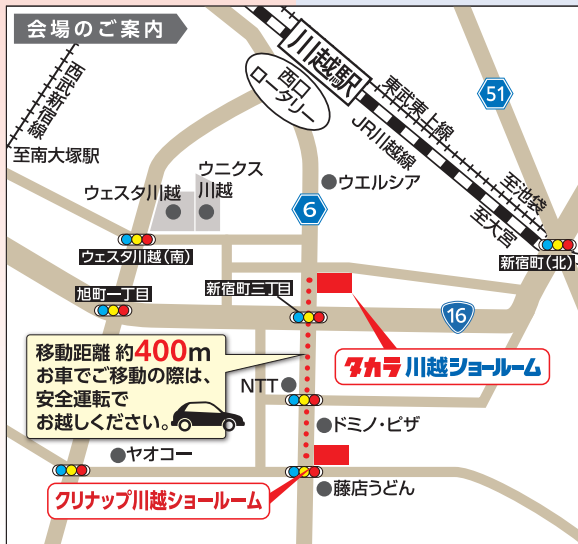 会場のご案内
川越駅
西口
ロータリー
西武新宿線
至南大塚駅
東武東上線
JR川越線
51
至池袋
至大宮
ウニクス
川越
ウェスタ川越
ウエルシア
6
ウェスタ川越(南)
新宿町(北)
旭町一丁目
新宿町三丁目
16
移動距離 約400m
お車でご移動の際は、
安全運転で
お越しください。
タカラ 川越ショールーム
NTT
ドミノ・ピザ
ヤオコー
クリナップ川越ショールーム
藤店うどん